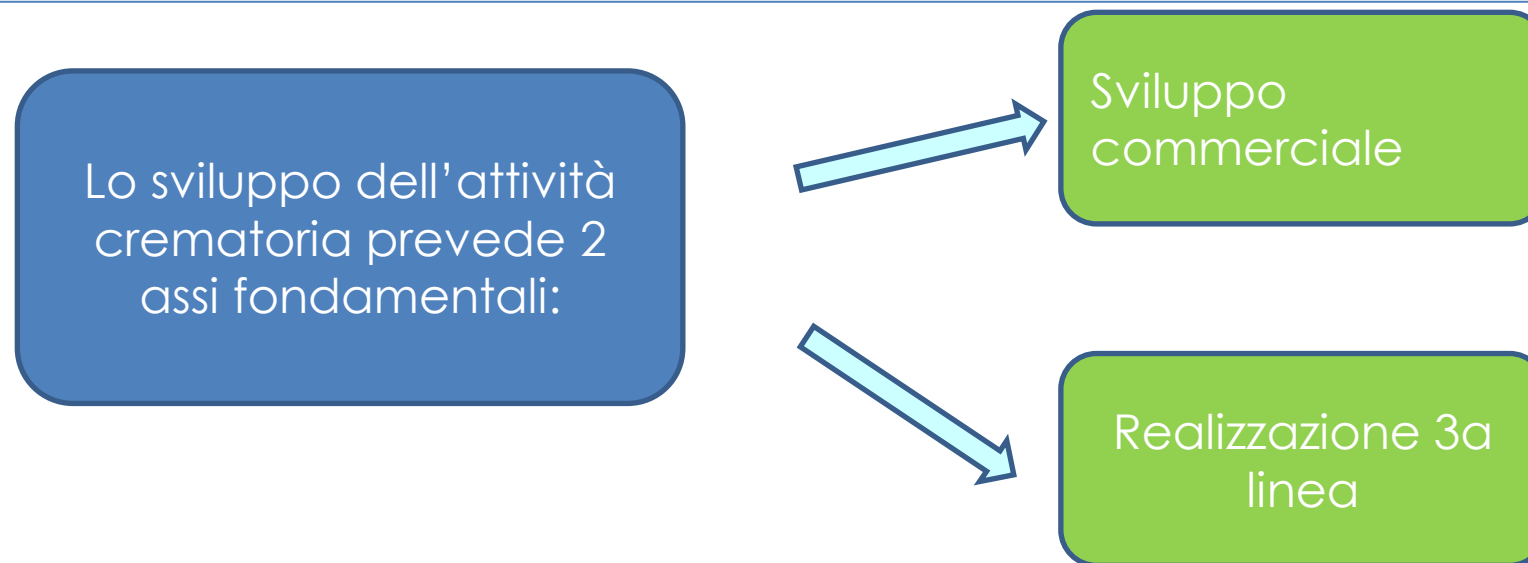 Lo sviluppo dell’attività
crematoria prevede 2
assi fondamentali:
Sviluppo
commerciale
Realizzazione 3a
linea